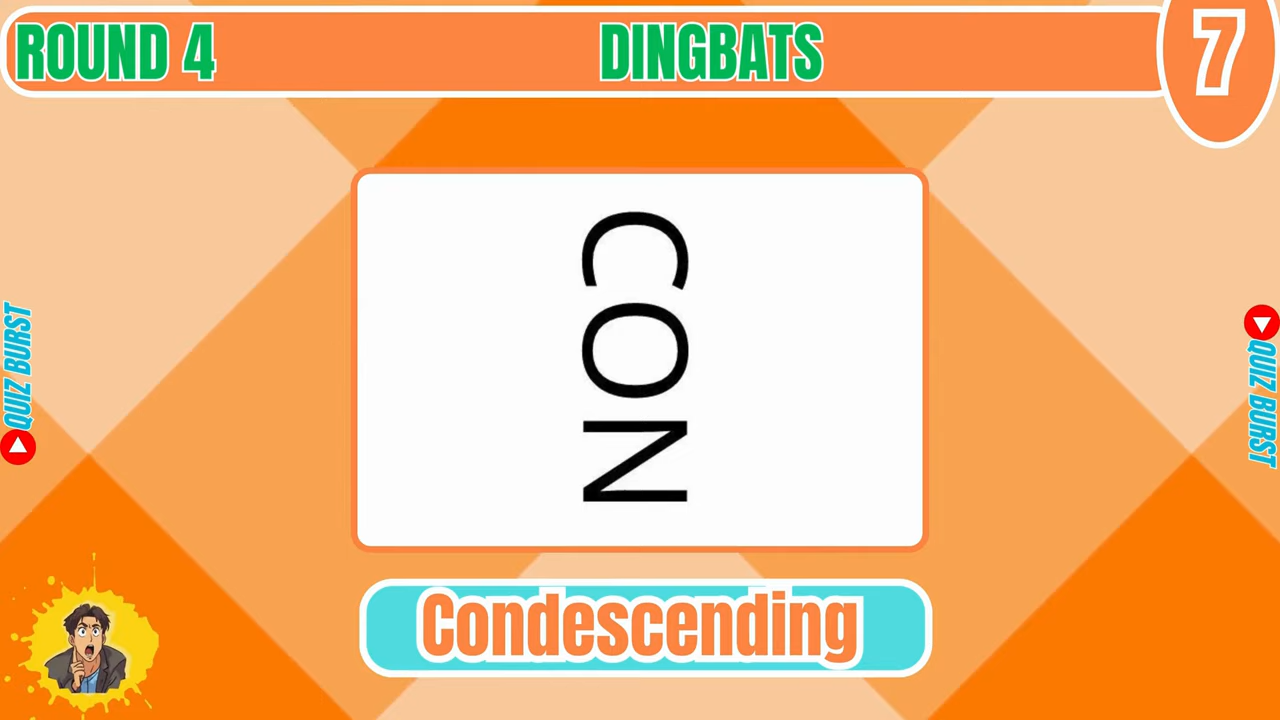 ROUND 4
DINGBATS
7
CON
QUIZ BURST
QUIZ BURST
Condescending